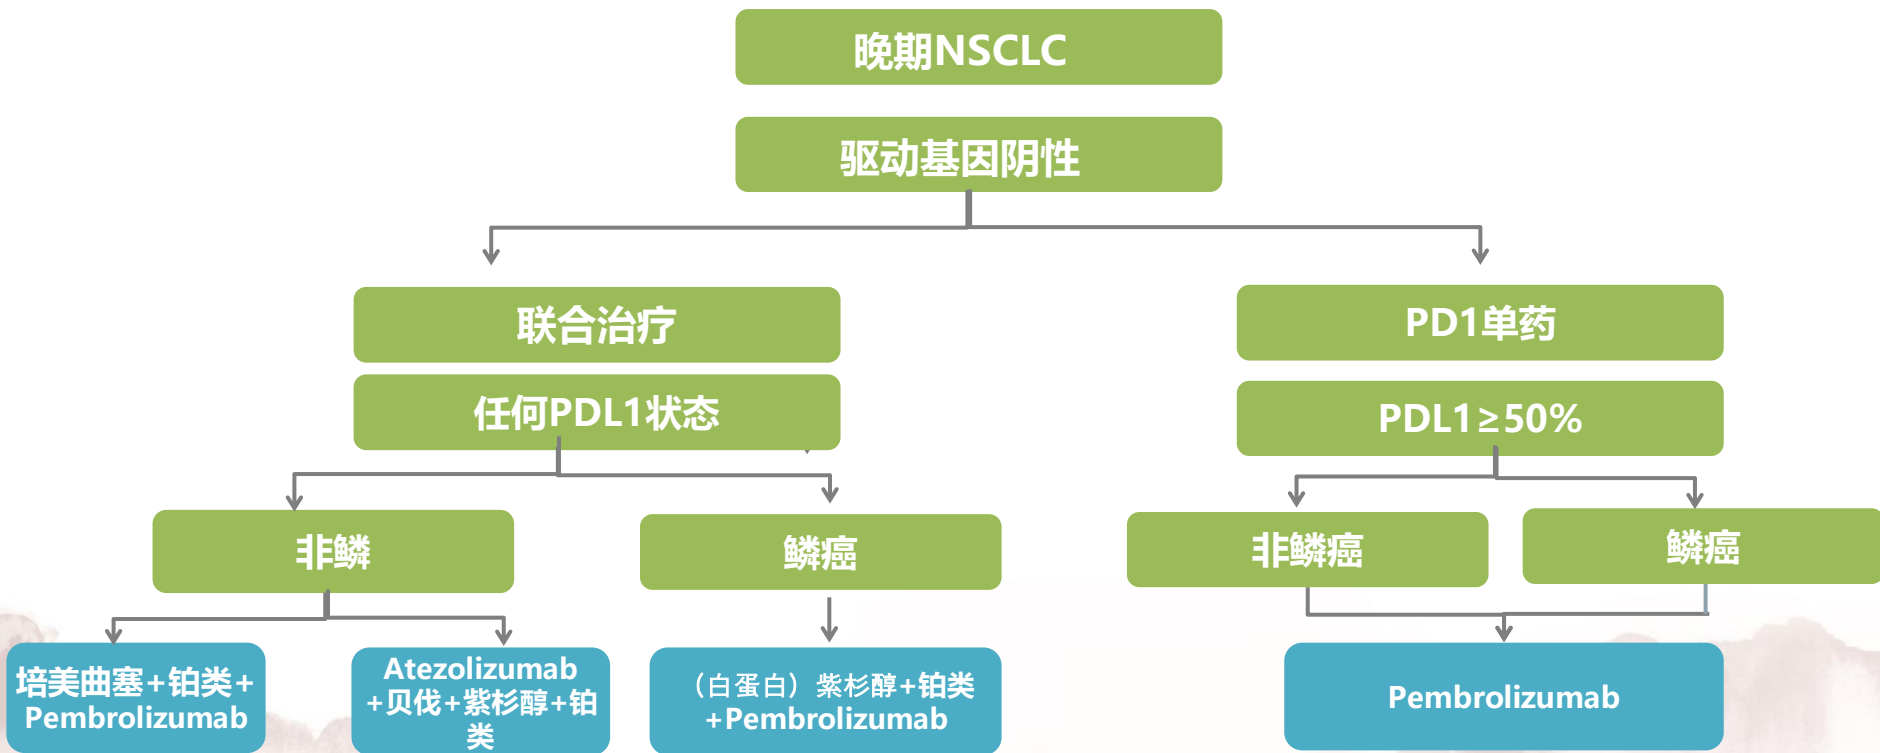 晚期NSCLC
驱动基因阴性
联合治疗
PD1单药
任何PDL1状态
PDL1≥50%
非鳞
鳞癌
非鳞癌
鳞癌
培美曲塞+铂类+
Pembrolizumab
Atezolizumab
+贝伐+紫杉醇+铂
类
（白蛋白）紫杉醇+铂类
+Pembrolizumab
Pembrolizumab